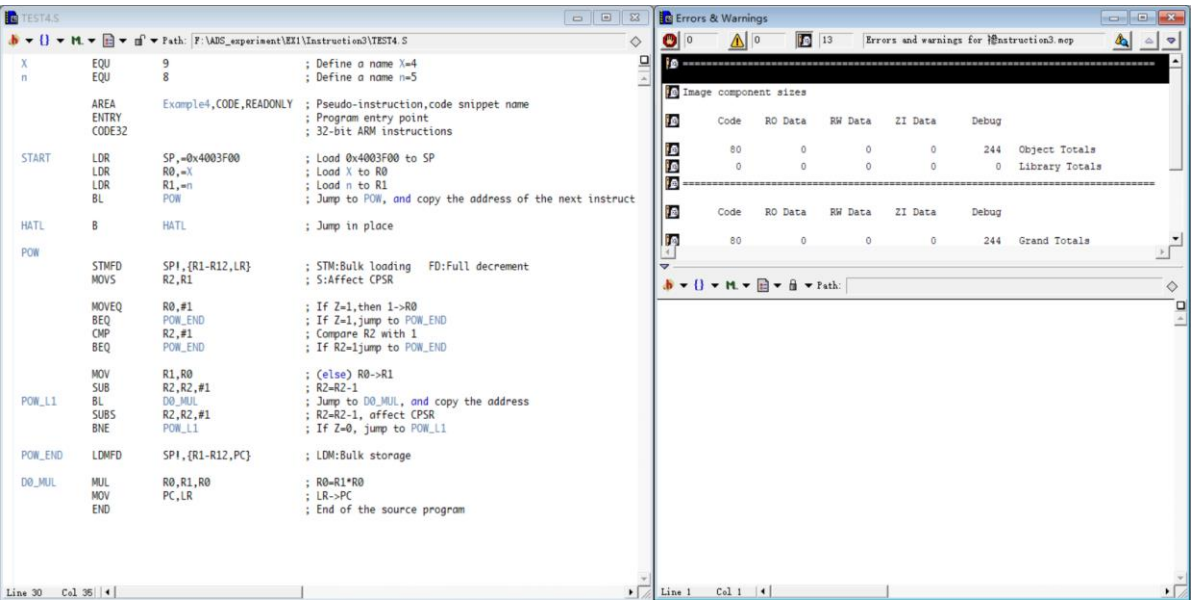 TEST4.S
Path: F:\ADS_experiment\EX1\Instruction3\TEST4.S
X EQU 9 ; Define a name X=4
n EQU 8 ; Define a name n=5
AREA Example4,CODE,READONLY ; Pseudo-instruction,code snippet name
ENTRY ; Program entry point
CODE32 ; 32-bit ARM instructions
START LDR SP,=0x4003F00 ; Load 0x4003F00 to SP
LDR R0,=X ; Load X to R0
LDR R1,=n ; Load n to R1
BL POW ; Jump to POW, and copy the address of the next instruct
HATL B HATL ; Jump in place
POW
STMFD SP!,{R1-R12,LR} ; STM:Bulk loading FD:Full decrement
MOVS R2,R1 ; S:Affect CPSR
MOVEQ R0,#1 ; If Z=1,then 1->R0
BEQ POW_END ; If Z=1,jump to POW_END
CMP R2,#1 ; Compare R2 with 1
BEQ POW_END ; If R2=1jump to POW_END
MOV R1,R0 ; (else) R0->R1
SUB R2,R2,#1 ; R2=R2-1
POW_L1 BL D0_MUL ; Jump to D0_MUL, and copy the address
SUBS R2,R2,#1 ; R2=R2-1, affect CPSR
BNE POW_L1 ; If Z=0, jump to POW_L1
POW_END LDMFD SP!,{R1-R12,PC} ; LDM:Bulk storage
D0_MUL MUL R0,R1,R0 ; R0=R1*R0
MOV PC,LR ; LR->PC
END ; End of the source program
Line 30 Col 35
Errors & Warnings
0 0 13 Errors and warnings for nstruction3.mcp
Image component sizes
Code RO Data RW Data ZI Data Debug
80 0 0 0 244 Object Totals
0 0 0 0 0 Library Totals
Code RO Data RW Data ZI Data Debug
80 0 0 0 244 Grand Totals
Path:
Line 1 Col 1